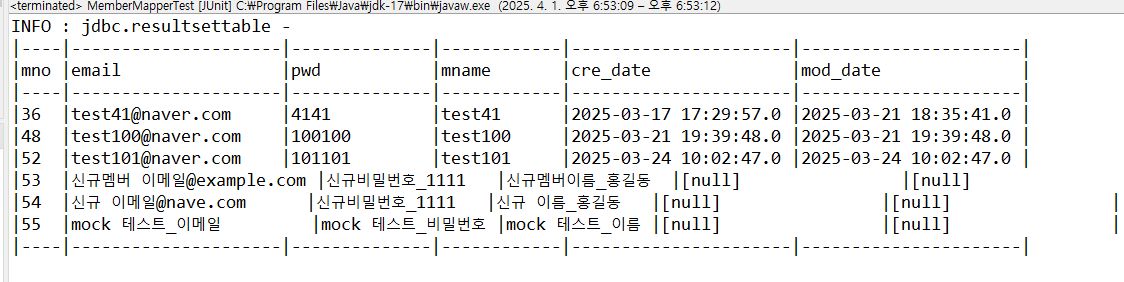 <terminated> MemberMapperTest [JUnit] C:₩Program Files₩Java₩jdk-17₩bin₩javaw.exe (2025. 4. 1. 오후 6:53:09 – 오후 6:53:12)
INFO : jdbc.resultsettable -
|----|--------------------|-------------|-----------|---------------------|---------------------|
|mno |email |pwd |mname |cre_date |mod_date |
|----|--------------------|-------------|-----------|---------------------|---------------------|
|36 |test41@naver.com |4141 |test41 |2025-03-17 17:29:57.0 |2025-03-21 18:35:41.0 |
|48 |test100@naver.com |100100 |test100 |2025-03-21 19:39:48.0 |2025-03-21 19:39:48.0 |
|52 |test101@naver.com |101101 |test101 |2025-03-24 10:02:47.0 |2025-03-24 10:02:47.0 |
|53 |신규멤버 이메일@example.com |신규비밀번호_1111 |신규멤버이름_홍길동 |[null] |[null] |
|54 |신규 이메일@nave.com |신규비밀번호_1111 |신규 이름_홍길동 |[null] |[null] |
|55 |mock 테스트_이메일 |mock 테스트_비밀번호 |mock 테스트_이름 |[null] |[null] |
|----|--------------------|-------------|-----------|---------------------|---------------------|